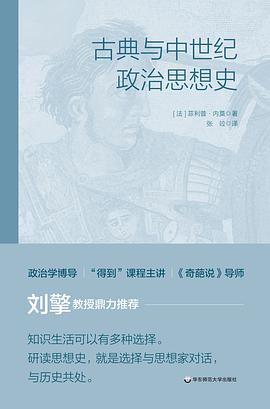 古典与中世纪
政治思想史
［法］菲利普·内莫◎著
张 竝◎译
政治学博导 | “得到”课程主讲 | 《奇葩说》导师
刘擎教授鼎力推荐
知识生活可以有多种选择。
研读思想史，就是选择与思想家对话，
与历史共处。
华东师范大学出版社